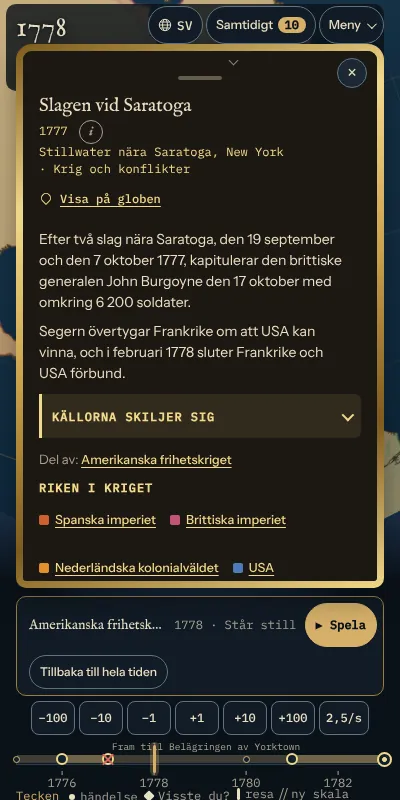 1778
SV
Samtidigt 10
Meny
×
Slagen vid Saratoga
1777 i
Stillwater nära Saratoga, New York
· Krig och konflikter
Visa på globen
Efter två slag nära Saratoga, den 19 september
och den 7 oktober 1777, kapitulerar den brittiske
generalen John Burgoyne den 17 oktober med
omkring 6 200 soldater.
Segern övertygar Frankrike om att USA kan
vinna, och i februari 1778 sluter Frankrike och
USA förbund.
KÄLLORNA SKILJER SIG
Del av: Amerikanska frihetskriget
RIKEN I KRIGET
Spanska imperiet Brittiska imperiet
Nederländska kolonialväldet USA
Amerikanska frihetsk... 1778 · Står still ▶ Spela
Tillbaka till hela tiden
−100 −10 −1 +1 +10 +100 2,5/s
Fram till Belägringen av Yorktown
1776 1778 1780 1782
Tecken händelse Visste du? resa // ny skala